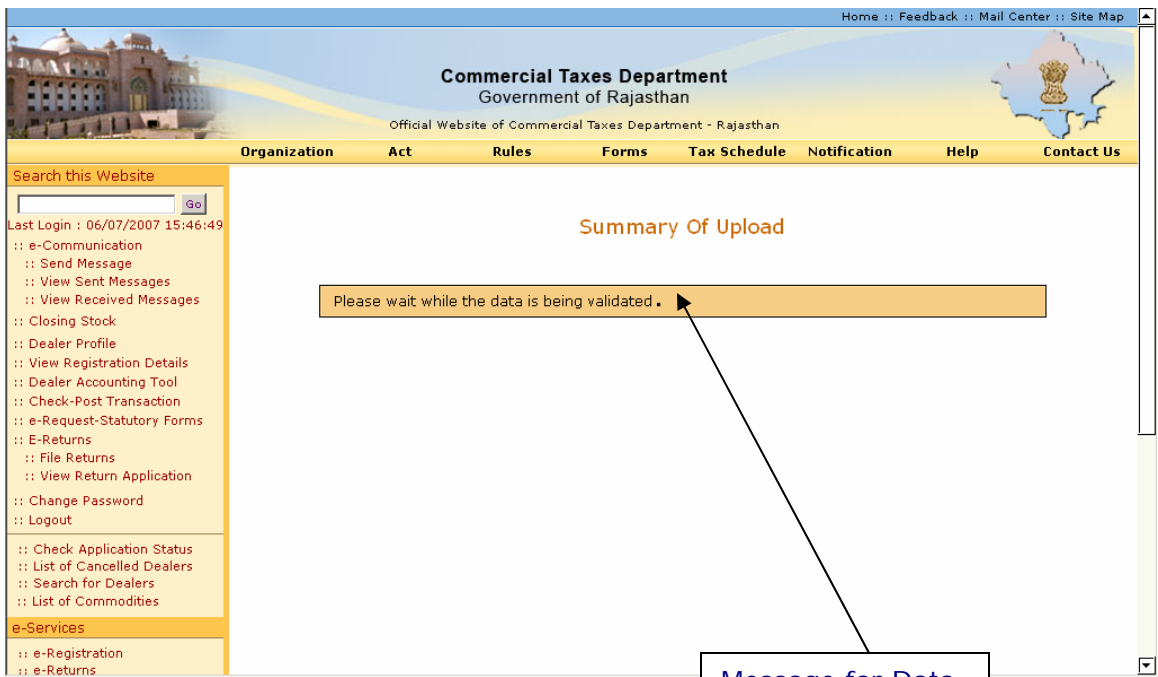 Home :: Feedback :: Mail Center :: Site Map
Commercial Taxes Department
Government of Rajasthan
Official Website of Commercial Taxes Department - Rajasthan
Organization Act Rules Forms Tax Schedule Notification Help Contact Us
Search this Website
Go
Last Login : 06/07/2007 15:46:49
:: e-Communication
:: Send Message
:: View Sent Messages
:: View Received Messages
:: Closing Stock
:: Dealer Profile
:: View Registration Details
:: Dealer Accounting Tool
:: Check-Post Transaction
:: e-Request-Statutory Forms
:: E-Returns
:: File Returns
:: View Return Application
:: Change Password
:: Logout
:: Check Application Status
:: List of Cancelled Dealers
:: Search for Dealers
:: List of Commodities
e-Services
:: e-Registration
:: e-Returns
Summary Of Upload
Please wait while the data is being validated .
Message for Data